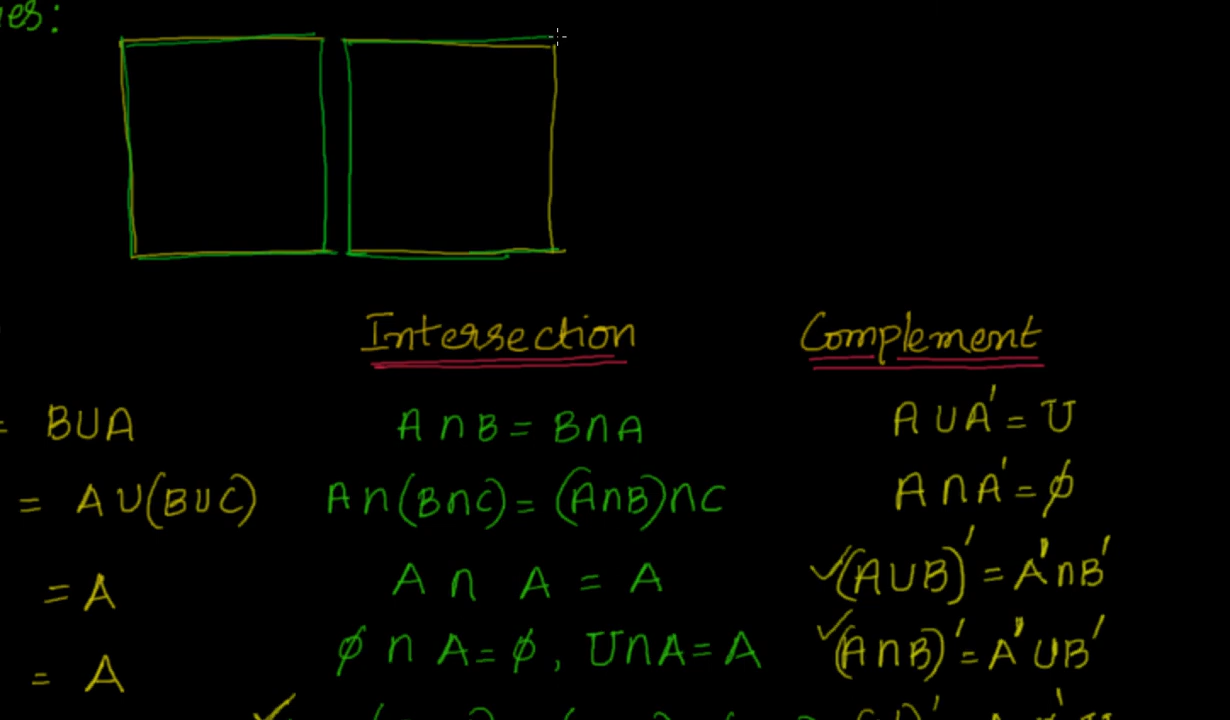 es:
Intersection Complement
= BUA A∩B = B∩A A∪A' = U
= A∪(B∪C) A∩(B∩C) = (A∩B)∩C A∩A' = φ
= A A ∩ A = A (A∪B)' = A'∩B'
= A φ ∩ A = φ, U∩A = A (A∩B)' = A'∪B'